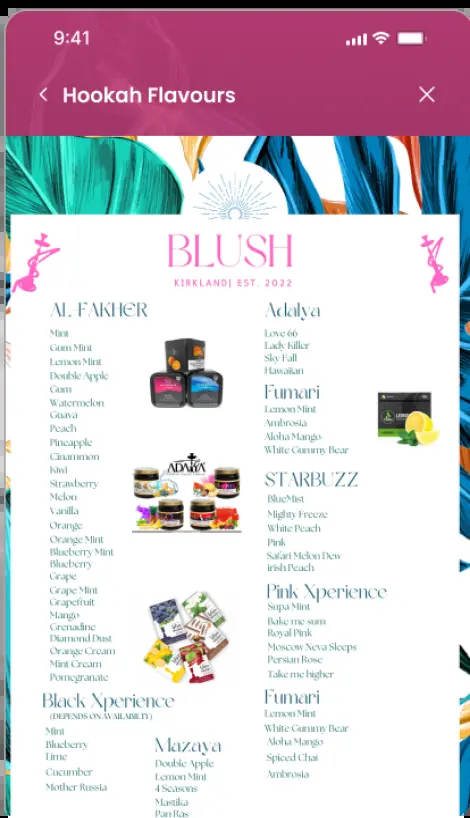 9:41
Hookah Flavours
BLUSH
KIRKLAND| EST. 2022
AL FAKHER
Mint
Gum Mint
Lemon Mint
Double Apple
Gum
Watermelon
Guava
Peach
Pineapple
Cinammon
Kiwi
Strawberry
Melon
Vanilla
Orange
Orange Mint
Blueberry Mint
Blueberry
Grape
Grape Mint
Grapefruit
Mango
Grenadine
Diamond Dust
Orange Cream
Mint Cream
Pomegranate
Black Xperience
(DEPENDS ON AVAILABILTY)
Mint
Blueberry
Lime
Cucumber
Mother Russia
ADALYA
Mazaya
Double Apple
Lemon Mint
4 Seasons
Mastika
Pan Ras
Adalya
Love 66
Lady Killer
Sky Fall
Hawaiian
Fumari
Lemon Mint
Ambrosia
Aloha Mango
White Gummy Bear
STARBUZZ
BlueMist
Mighty Freeze
White Peach
Pink
Safari Melon Dew
irish Peach
Pink Xperience
Supa Mint
Bake me sum
Royal Pink
Moscow Neva Sleeps
Persian Rose
Take me higher
Fumari
Lemon Mint
White Gummy Bear
Aloha Mango
Spiced Chai
Ambrosia